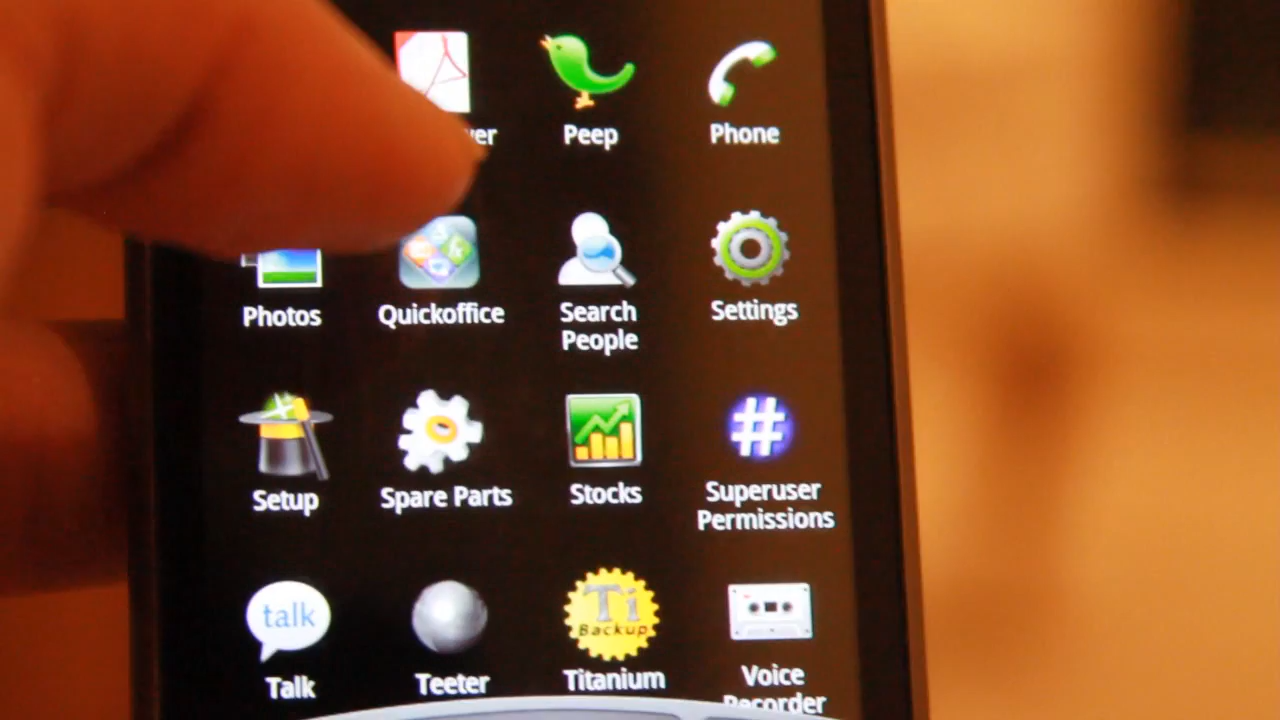 Peep
Phone
Photos
Quickoffice
Search
People
Settings
Setup
Spare Parts
Stocks
#
Superuser
Permissions
talk
Ti
Backup
Talk
Teeter
Titanium
Voice
Recorder